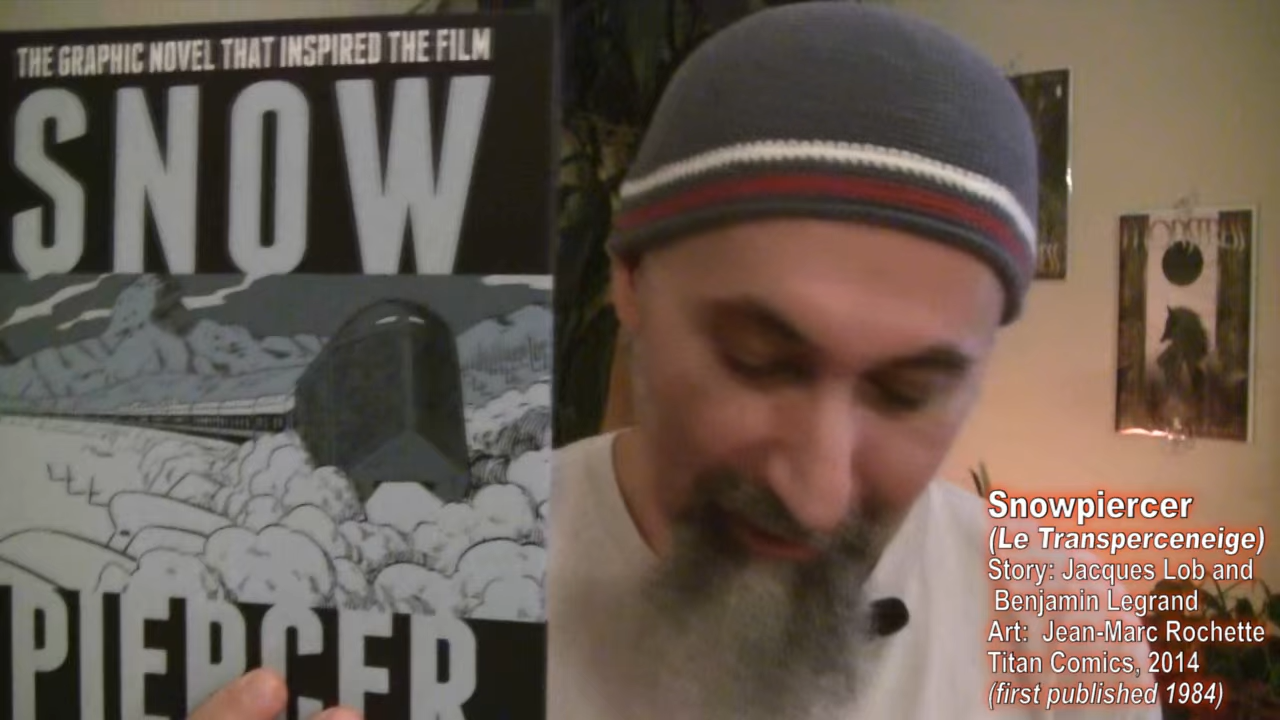 THE GRAPHIC NOVEL THAT INSPIRED THE FILM
SNOW
PIERCER
Snowpiercer
(Le Transperceneige)
Story: Jacques Lob and
Benjamin Legrand
Art: Jean-Marc Rochette
Titan Comics, 2014
(first published 1984)